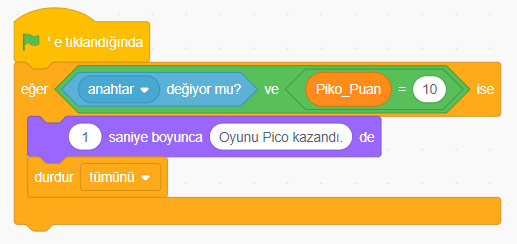 ' e tıklandığında
eğer anahtar değiyor mu? ve Piko_Puan = 10 ise
1 saniye boyunca Oyunu Pico kazandı. de
durdur tümünü